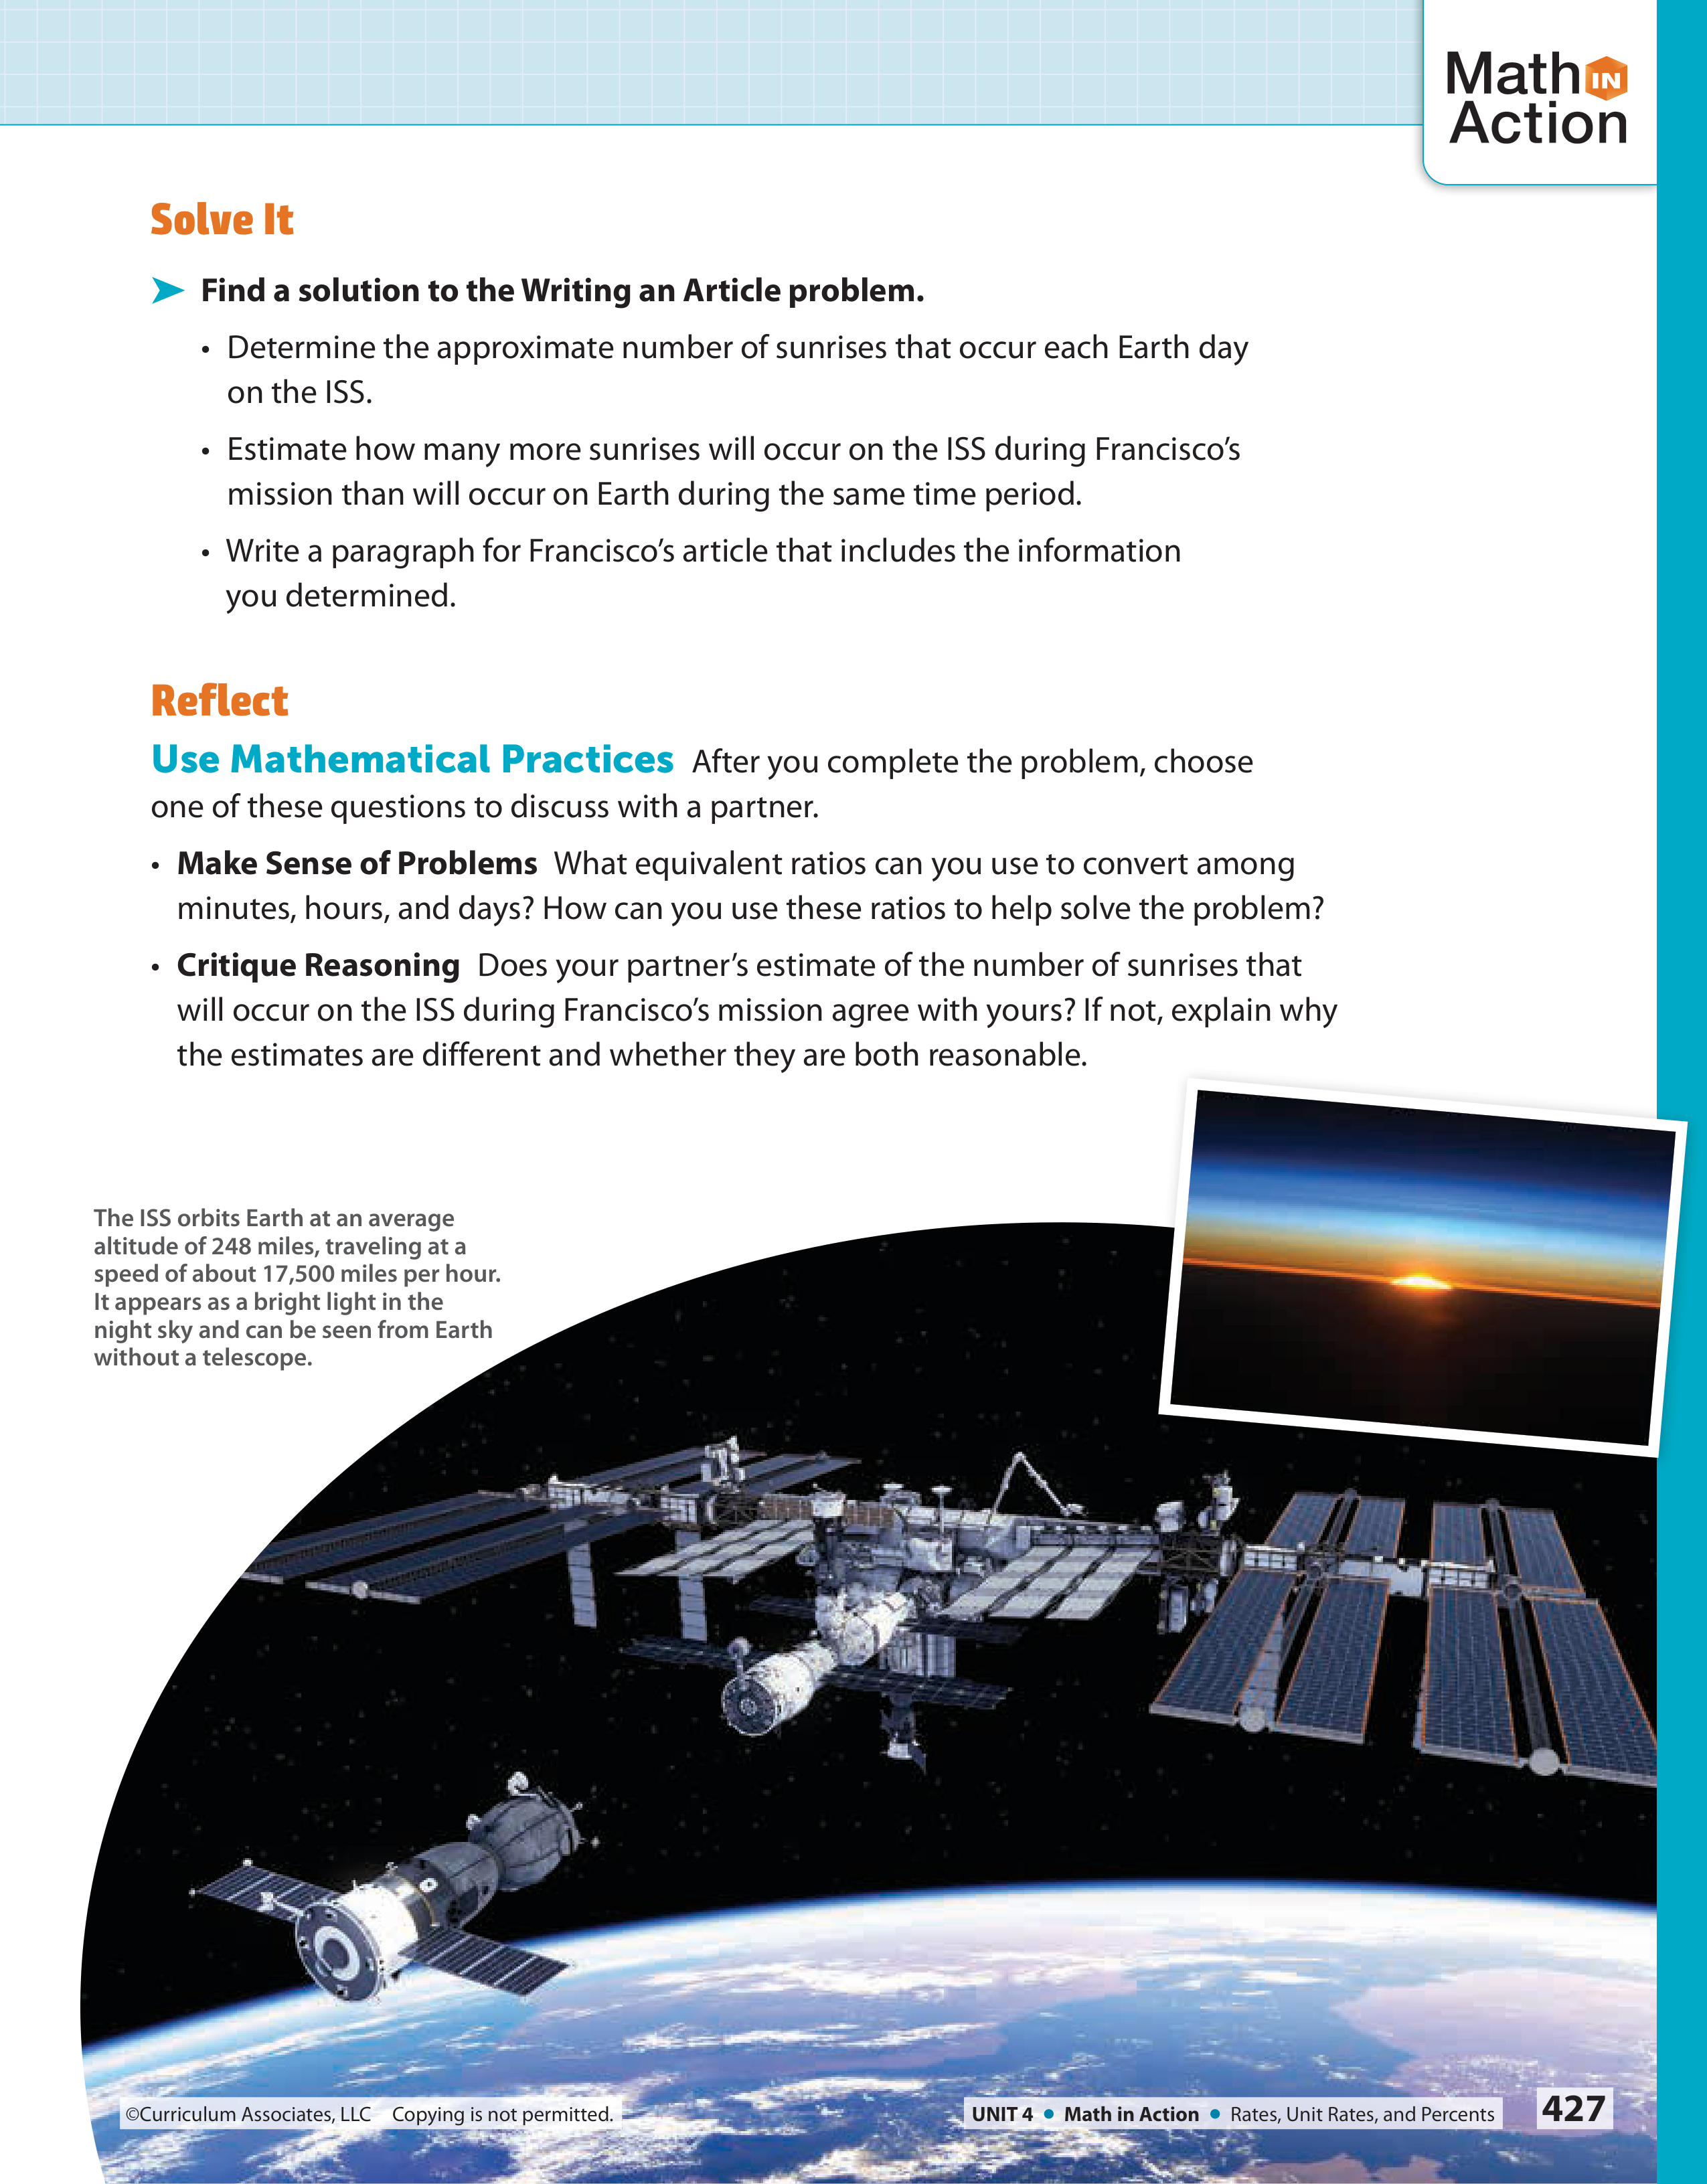 Math IN
Action
Solve It
➤ Find a solution to the Writing an Article problem.
• Determine the approximate number of sunrises that occur each Earth day
on the ISS.
• Estimate how many more sunrises will occur on the ISS during Francisco’s
mission than will occur on Earth during the same time period.
• Write a paragraph for Francisco’s article that includes the information
you determined.
Reflect
Use Mathematical Practices After you complete the problem, choose
one of these questions to discuss with a partner.
• Make Sense of Problems What equivalent ratios can you use to convert among
minutes, hours, and days? How can you use these ratios to help solve the problem?
• Critique Reasoning Does your partner’s estimate of the number of sunrises that
will occur on the ISS during Francisco’s mission agree with yours? If not, explain why
the estimates are different and whether they are both reasonable.
The ISS orbits Earth at an average
altitude of 248 miles, traveling at a
speed of about 17,500 miles per hour.
It appears as a bright light in the
night sky and can be seen from Earth
without a telescope.
©Curriculum Associates, LLC Copying is not permitted.
UNIT 4 • Math in Action • Rates, Unit Rates, and Percents 427